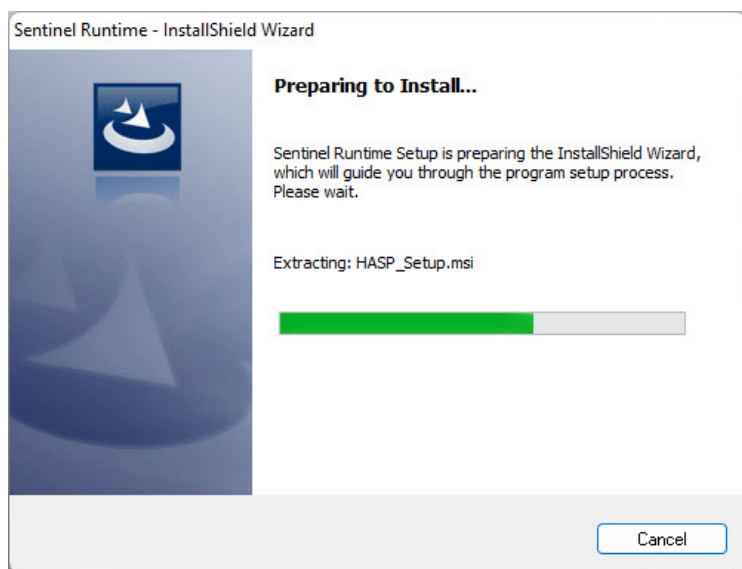 Sentinel Runtime - InstallShield Wizard
Preparing to Install...
Sentinel Runtime Setup is preparing the InstallShield Wizard,
which will guide you through the program setup process.
Please wait.
Extracting: HASP_Setup.msi
Cancel